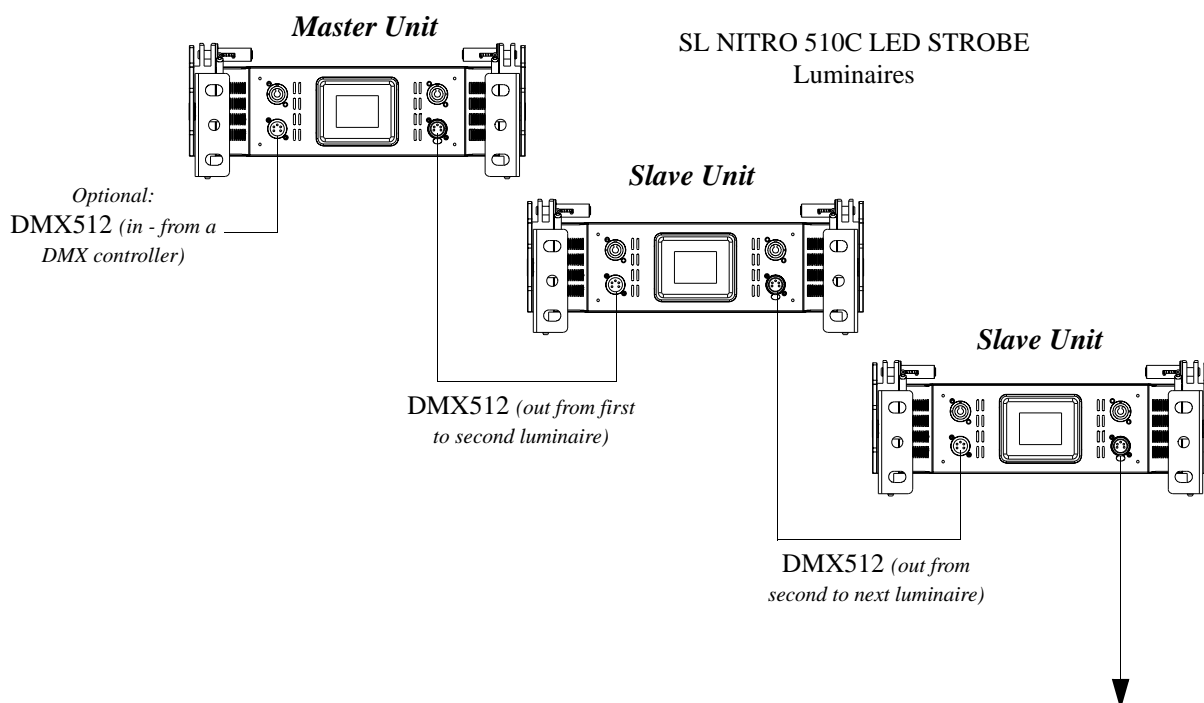 Master Unit
SL NITRO 510C LED STROBE
Luminaires
Optional:
DMX512 (in - from a
DMX controller)
Slave Unit
DMX512 (out from first
to second luminaire)
Slave Unit
DMX512 (out from
second to next luminaire)